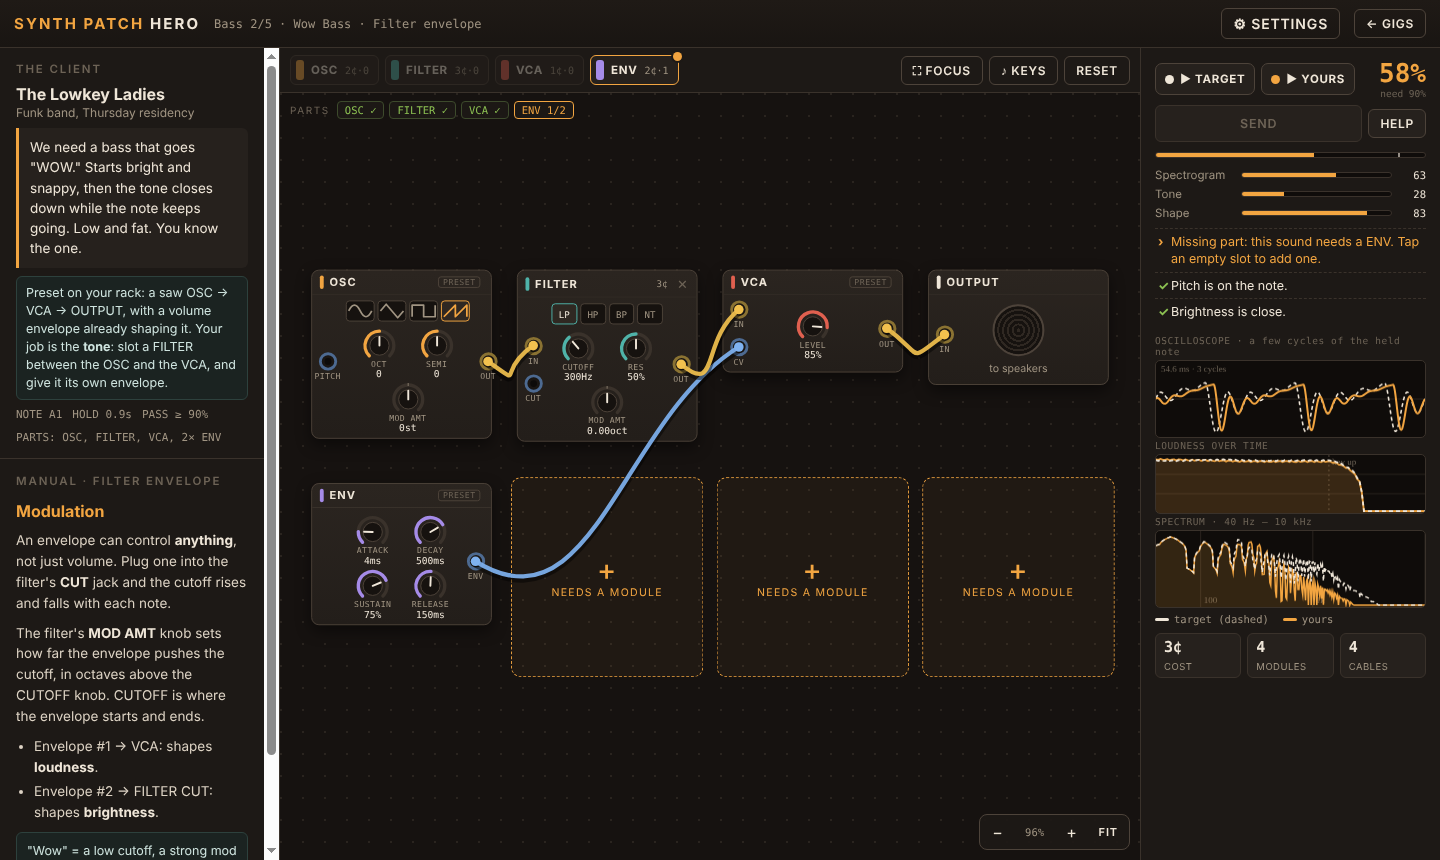 SYNTH PATCH HERO
Bass 2/5 · Wow Bass · Filter envelope
⚙ SETTINGS
← GIGS
THE CLIENT
The Lowkey Ladies
Funk band, Thursday residency
We need a bass that goes
"WOW." Starts bright and
snappy, then the tone closes
down while the note keeps
going. Low and fat. You know
the one.
Preset on your rack: a saw OSC →
VCA → OUTPUT, with a volume
envelope already shaping it. Your
job is the tone: slot a FILTER
between the OSC and the VCA, and
give it its own envelope.
NOTE A1 HOLD 0.9s PASS ≥ 90%
PARTS: OSC, FILTER, VCA, 2× ENV
MANUAL · FILTER ENVELOPE
Modulation
An envelope can control anything,
not just volume. Plug one into the
filter's CUT jack and the cutoff rises
and falls with each note.
The filter's MOD AMT knob sets
how far the envelope pushes the
cutoff, in octaves above the
CUTOFF knob. CUTOFF is where
the envelope starts and ends.
• Envelope #1 → VCA: shapes
loudness.
• Envelope #2 → FILTER CUT:
shapes brightness.
"Wow" = a low cutoff, a strong mod
OSC 2¢·0
FILTER 3¢·0
VCA 1¢·0
ENV 2¢·1
⛶ FOCUS
♪ KEYS
RESET
PARTS
OSC ✓
FILTER ✓
VCA ✓
ENV 1/2
OSC
PRESET
PITCH
OCT
0
SEMI
0
OUT
MOD AMT
0st
FILTER
3¢ ✕
LP
HP
BP
NT
IN
CUT
CUTOFF
300Hz
RES
50%
OUT
MOD AMT
0.00oct
VCA
PRESET
IN
CV
LEVEL
85%
OUT
OUTPUT
IN
to speakers
ENV
PRESET
ATTACK
4ms
DECAY
500ms
SUSTAIN
75%
RELEASE
150ms
ENV
+
NEEDS A MODULE
+
NEEDS A MODULE
+
NEEDS A MODULE
− 96% + FIT
▶ TARGET
▶ YOURS
58%
need 90%
SEND
HELP
Spectrogram 63
Tone 28
Shape 83
› Missing part: this sound needs a ENV. Tap
an empty slot to add one.
✓ Pitch is on the note.
✓ Brightness is close.
OSCILLOSCOPE · a few cycles of the held
note
54.6 ms · 3 cycles
LOUDNESS OVER TIME
up
SPECTRUM · 40 Hz – 10 kHz
100
target (dashed)
yours
3¢
COST
4
MODULES
4
CABLES